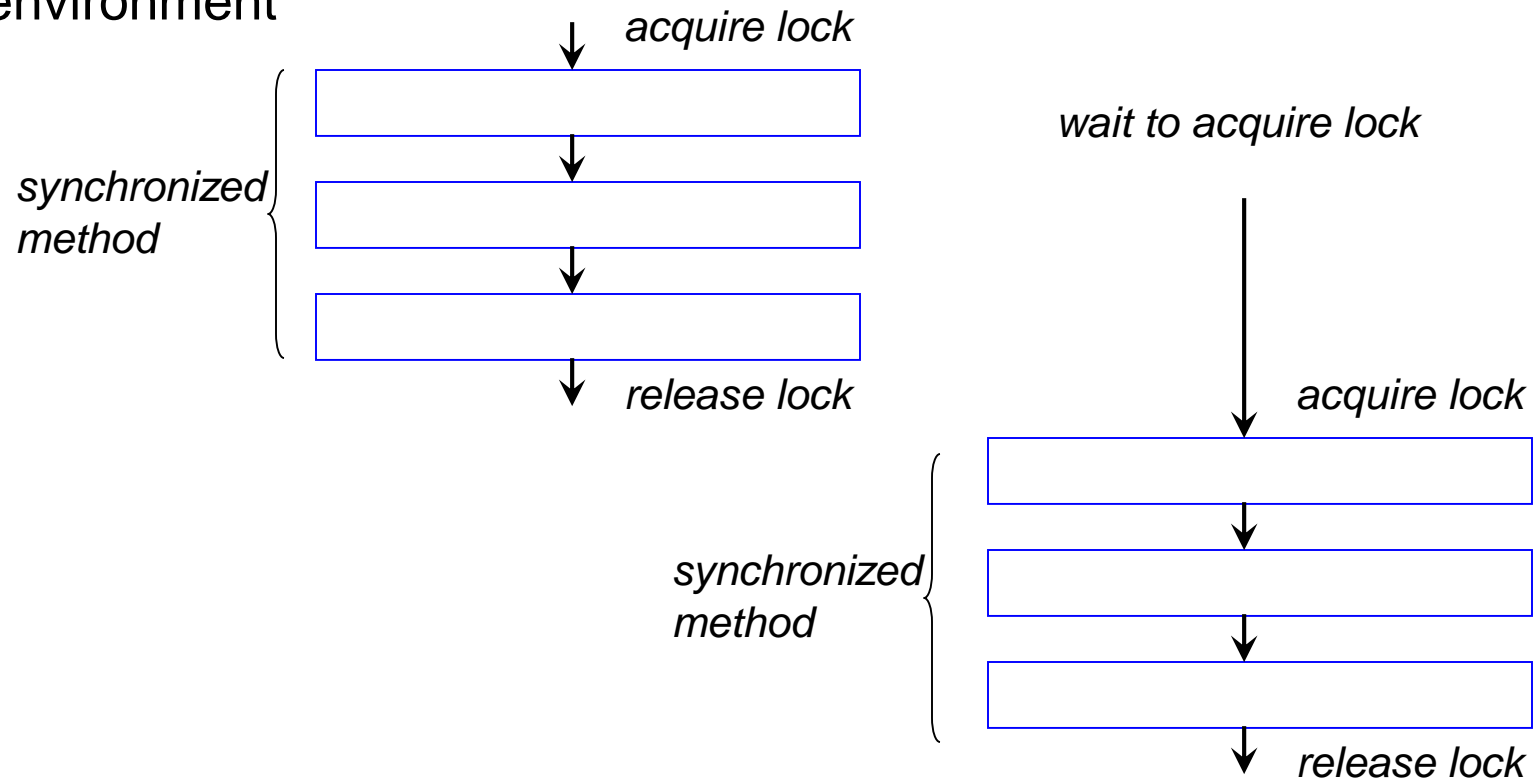 environment
acquire lock
synchronized
method
release lock
wait to acquire lock
acquire lock
synchronized
method
release lock